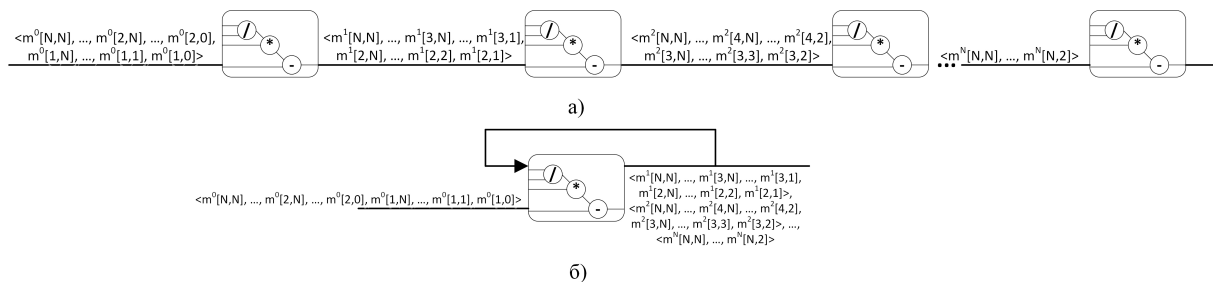 <m⁰[N,N], ..., m⁰[2,N], ..., m⁰[2,0],
m⁰[1,N], ..., m⁰[1,1], m⁰[1,0]>
/
*
-
<m¹[N,N], ..., m¹[3,N], ..., m¹[3,1],
m¹[2,N], ..., m¹[2,2], m¹[2,1]>
/
*
-
<m²[N,N], ..., m²[4,N], ..., m²[4,2],
m²[3,N], ..., m²[3,3], m²[3,2]>
/
*
-
...
<mᴺ[N,N], ..., mᴺ[N,2]>
/
*
-
а)
<m⁰[N,N], ..., m⁰[2,N], ..., m⁰[2,0], m⁰[1,N], ..., m⁰[1,1], m⁰[1,0]>
/
*
-
<m¹[N,N], ..., m¹[3,N], ..., m¹[3,1],
m¹[2,N], ..., m¹[2,2], m¹[2,1]>,
<m²[N,N], ..., m²[4,N], ..., m²[4,2],
m²[3,N], ..., m²[3,3], m²[3,2]>, ...,
<mᴺ[N,N], ..., mᴺ[N,2]>
б)